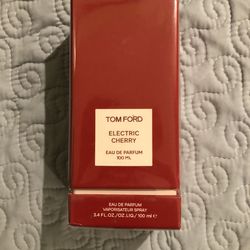 TOM FORD
ELECTRIC
CHERRY
EAU DE PARFUM
100 ML
EAU DE PARFUM
VAPORISATEUR SPRAY
3.4 FL.OZ./OZ.LIQ/100 ml ℮